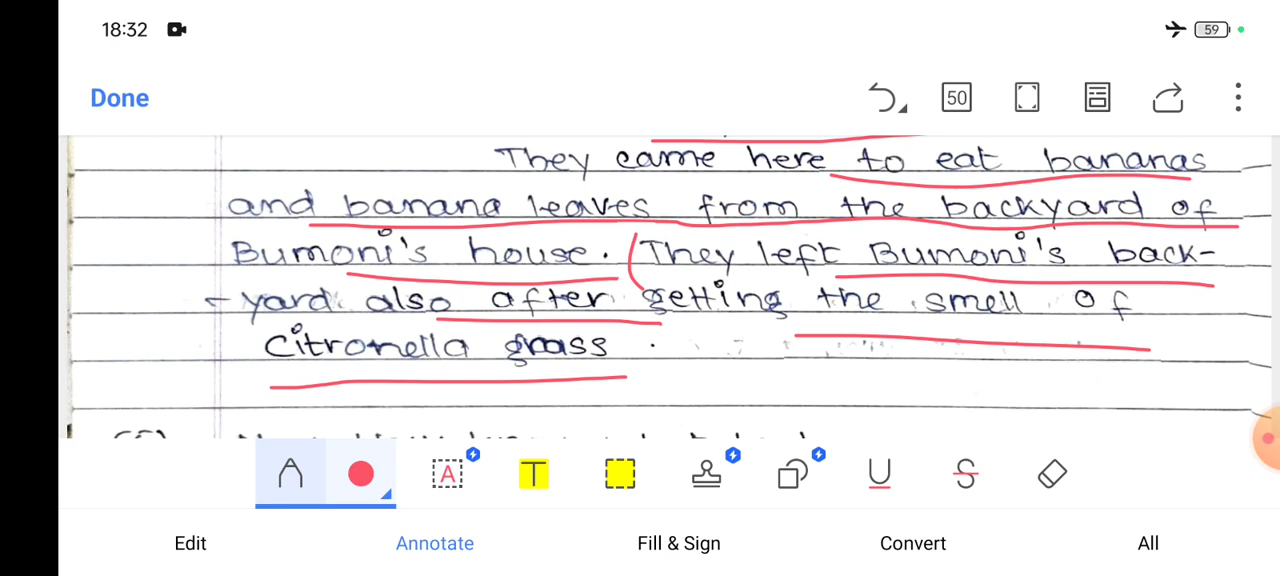 18:32 59
Done 50
They came here to eat bananas
and banana leaves from the backyard of
Bumoni's house. (They left Bumoni's back-
-yard also after getting the smell of
Citronella grass.
A T U S
Edit Annotate Fill & Sign Convert All